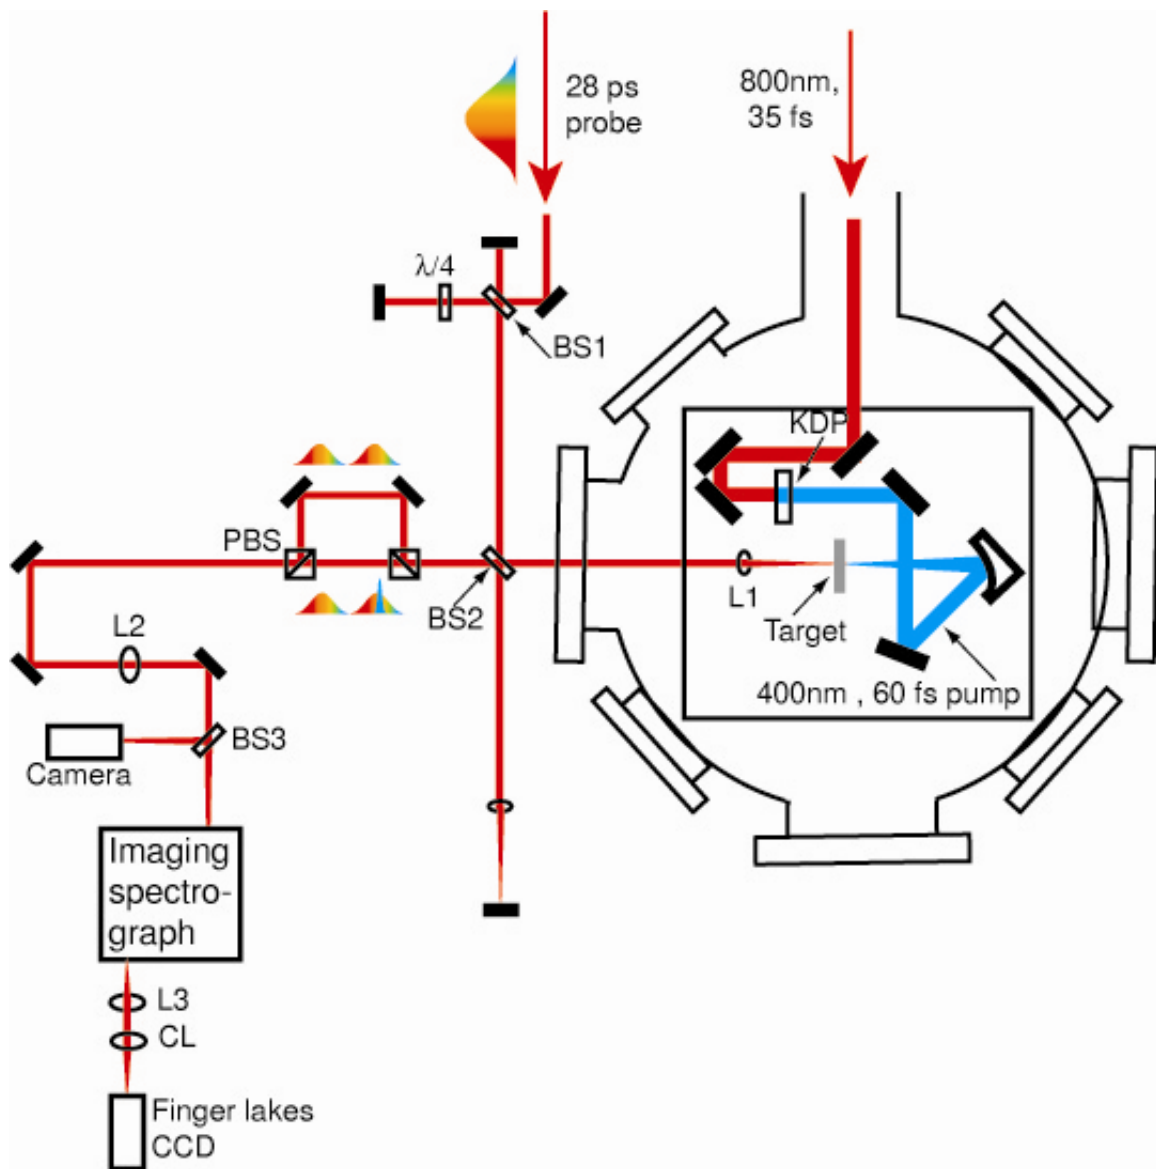 28 ps
probe
800nm,
35 fs
λ/4
BS1
KDP
PBS
BS2
L1
Target
L2
400nm , 60 fs pump
BS3
Camera
Imaging
spectro-
graph
L3
CL
Finger lakes
CCD